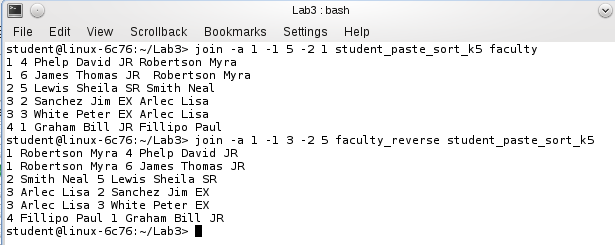 Lab3 : bash
File Edit View Scrollback Bookmarks Settings Help
student@linux-6c76:~/Lab3> join -a 1 -1 5 -2 1 student_paste_sort_k5 faculty
1 4 Phelp David JR Robertson Myra
1 6 James Thomas JR  Robertson Myra
2 5 Lewis Sheila SR Smith Neal
3 2 Sanchez Jim EX Arlec Lisa
3 3 White Peter EX Arlec Lisa
4 1 Graham Bill JR Fillipo Paul
student@linux-6c76:~/Lab3> join -a 1 -1 3 -2 5 faculty_reverse student_paste_sort_k5
1 Robertson Myra 4 Phelp David JR
1 Robertson Myra 6 James Thomas JR
2 Smith Neal 5 Lewis Sheila SR
3 Arlec Lisa 2 Sanchez Jim EX
3 Arlec Lisa 3 White Peter EX
4 Fillipo Paul 1 Graham Bill JR
student@linux-6c76:~/Lab3>